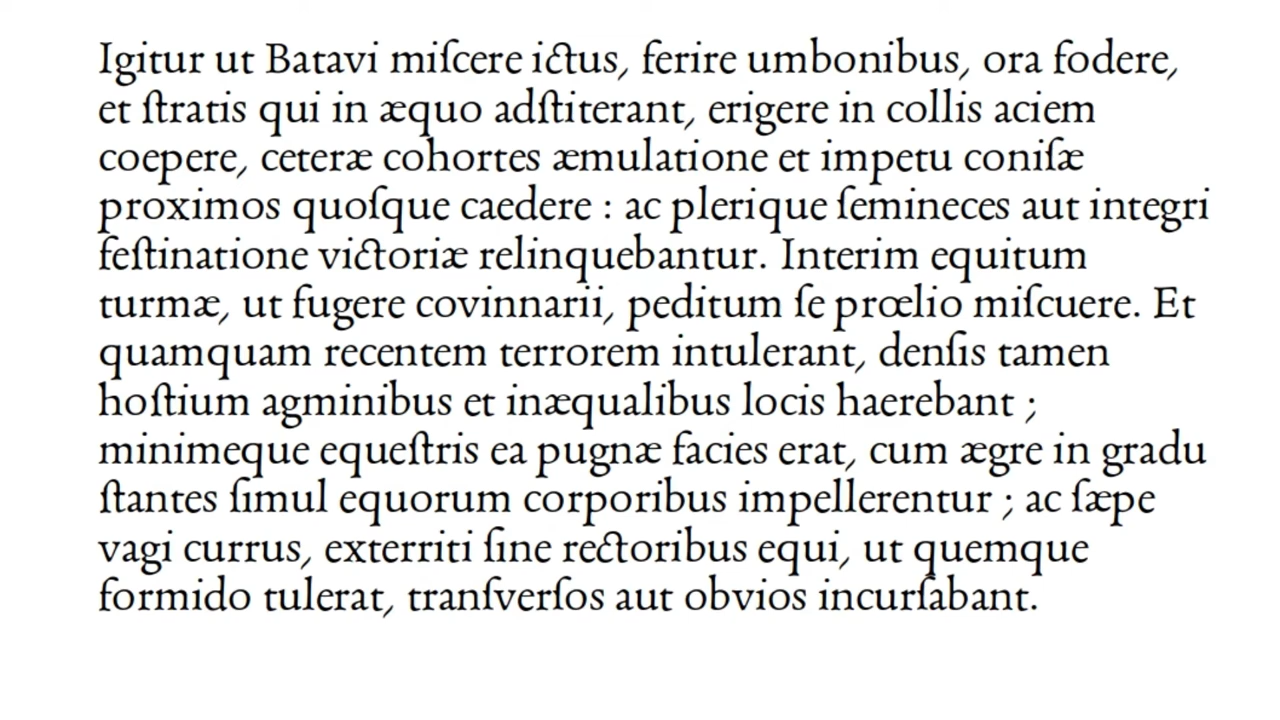 Igitur ut Batavi miſcere ictus, ferire umbonibus, ora fodere,
et ſtratis qui in æquo adſtiterant, erigere in collis aciem
coepere, ceteræ cohortes æmulatione et impetu coniſæ
proximos quoſque caedere : ac plerique ſemineces aut integri
feſtinatione victoriæ relinquebantur. Interim equitum
turmæ, ut fugere covinnarii, peditum ſe prœlio miſcuere. Et
quamquam recentem terrorem intulerant, denſis tamen
hoſtium agminibus et inæqualibus locis haerebant ;
minimeque equeſtris ea pugnæ facies erat, cum ægre in gradu
ſtantes ſimul equorum corporibus impellerentur ; ac ſæpe
vagi currus, exterriti ſine rectoribus equi, ut quemque
formido tulerat, tranſverſos aut obvios incurſabant.